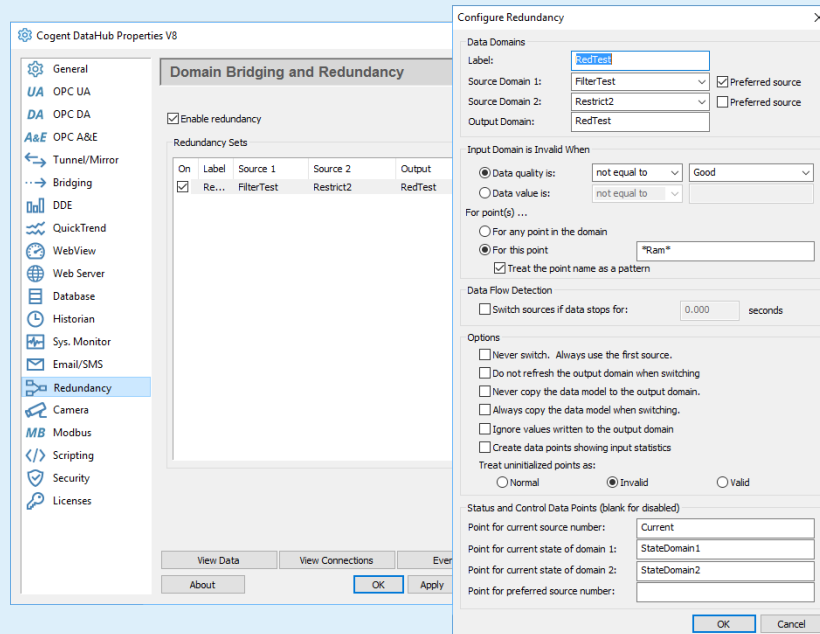 Cogent DataHub Properties V8
General
UA OPC UA
DA OPC DA
A&E OPC A&E
Tunnel/Mirror
Bridging
DDE
QuickTrend
WebView
Web Server
Database
Historian
Sys. Monitor
Email/SMS
Redundancy
Camera
MB Modbus
Scripting
Security
Licenses
Domain Bridging and Redundancy
Enable redundancy
Redundancy Sets
On Label Source 1 Source 2 Output
Re... FilterTest Restrict2 RedTest
View Data View Connections Ever
About OK Apply
Configure Redundancy
Data Domains
Label: RedTest
Source Domain 1: FilterTest Preferred source
Source Domain 2: Restrict2 Preferred source
Output Domain: RedTest
Input Domain is Invalid When
Data quality is: not equal to Good
Data value is: not equal to
For point(s) ...
For any point in the domain
For this point *Ram*
Treat the point name as a pattern
Data Flow Detection
Switch sources if data stops for: 0.000 seconds
Options
Never switch. Always use the first source.
Do not refresh the output domain when switching
Never copy the data model to the output domain.
Always copy the data model when switching.
Ignore values written to the output domain
Create data points showing input statistics
Treat uninitialized points as:
Normal Invalid Valid
Status and Control Data Points (blank for disabled)
Point for current source number: Current
Point for current state of domain 1: StateDomain1
Point for current state of domain 2: StateDomain2
Point for preferred source number:
OK Cancel